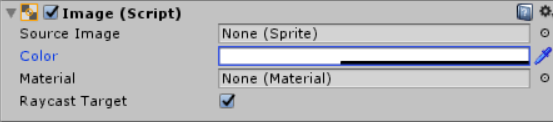 Image (Script)
Source Image None (Sprite)
Color
Material None (Material)
Raycast Target